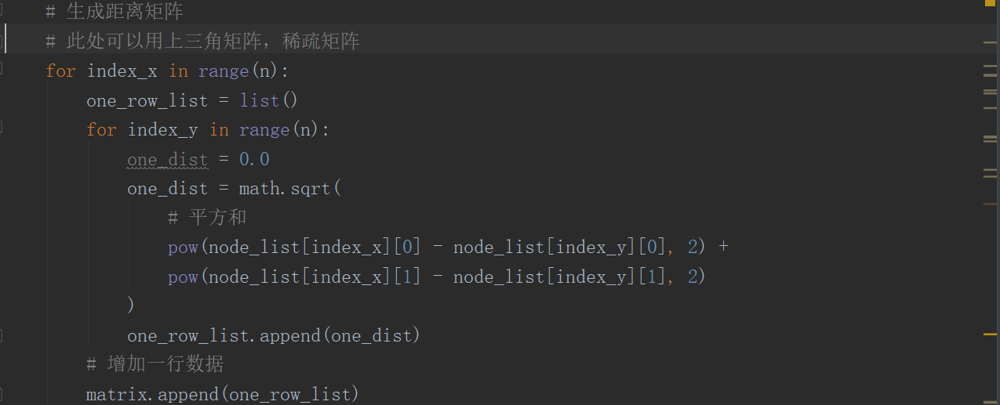 # 生成距离矩阵
# 此处可以用上三角矩阵，稀疏矩阵
for index_x in range(n):
one_row_list = list()
for index_y in range(n):
one_dist = 0.0
one_dist = math.sqrt(
# 平方和
pow(node_list[index_x][0] - node_list[index_y][0], 2) +
pow(node_list[index_x][1] - node_list[index_y][1], 2)
)
one_row_list.append(one_dist)
# 增加一行数据
matrix.append(one_row_list)